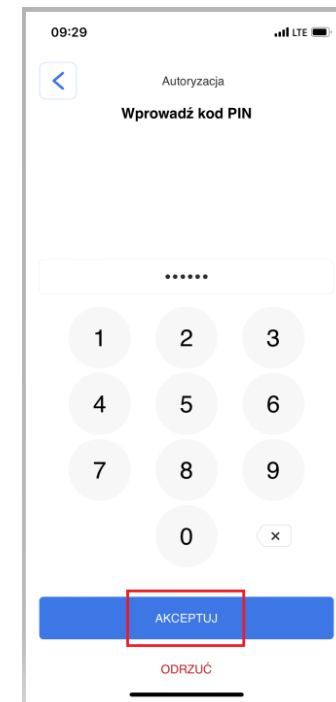 09:29 LTE
Autoryzacja
Wprowadź kod PIN
••••••
1 2 3
4 5 6
7 8 9
0 ×
AKCEPTUJ
ODRZUĆ